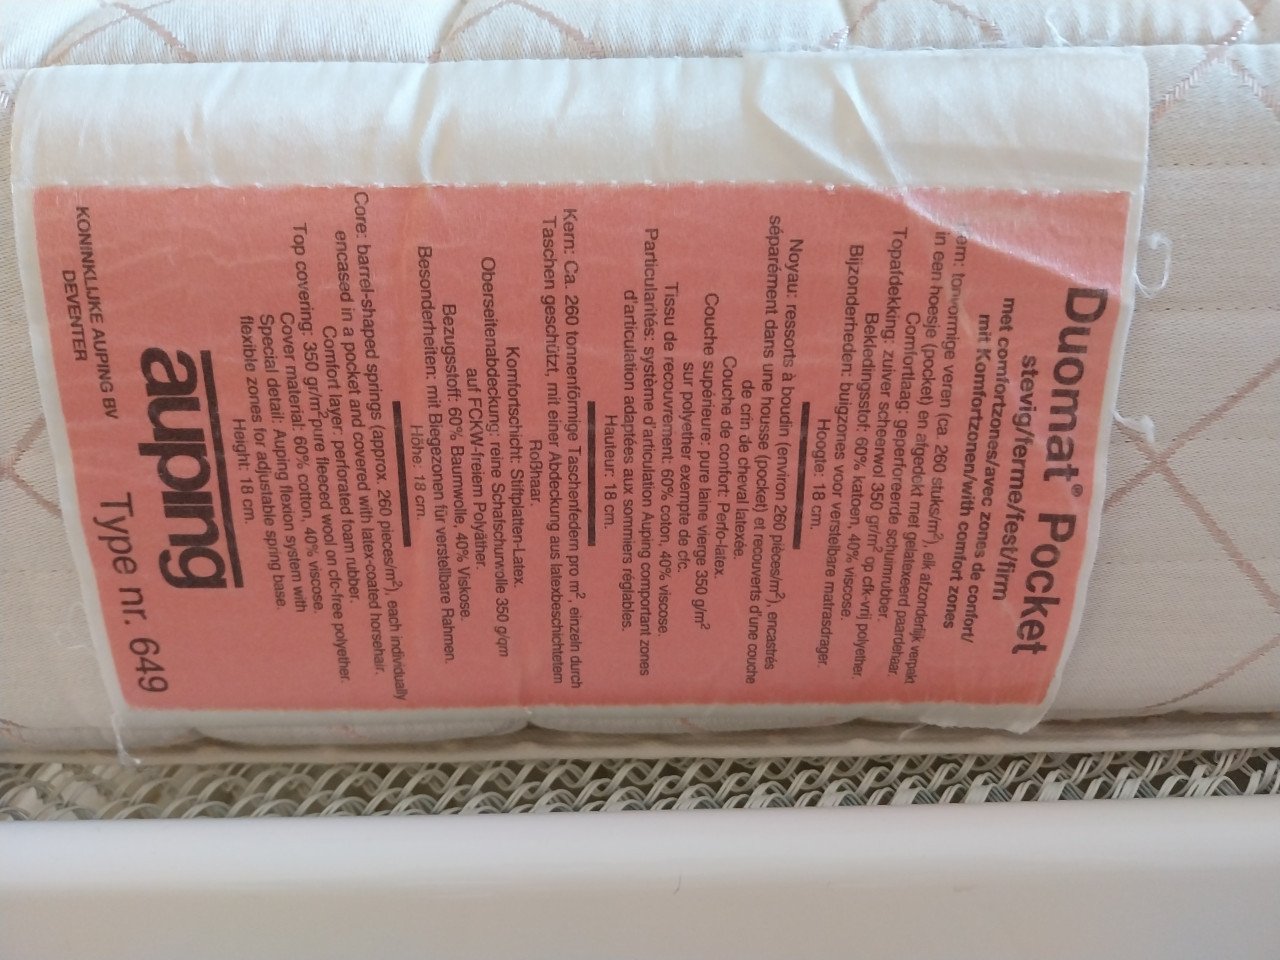 Duomat® Pocket
stevig/ferme/fest/firm
met comfortzones/avec zones de confort/
mit Komfortzonen/with comfort zones
tonvormige veren (ca 260 stuks/m²), elk afzonderlijk verpakt
in een hoesje (pocket) en afgedekt met gelatexeerd paardehaar.
Comfortlaag: geperforeerde schuimrubber.
Topafdekking: zuiver scheerwol 350 gr/m² op cfk-vrij polyether.
Bekledingsstof: 60% katoen, 40% viscose.
Bijzonderheden: buigzones voor verstelbare matrasdrager.
Hoogte: 18 cm.
Noyau: ressorts à boudin (environ 260 pièces/m²), encastrés
séparément dans une housse (pocket) et recouverts d'une couche
de crin de cheval latexée.
Couche de confort: Perfo-latex.
Couche supérieure: pure laine vierge 350 g/m²
sur polyether exempte de cfc.
Tissu de recouvrement: 60% coton, 40% viscose.
Particularités: système d'articulation Auping comportant zones
d'articulation adaptées aux sommiers réglables.
Hauteur: 18 cm.
Kern: Ca. 260 tonnenförmige Taschenfedern pro m², einzeln durch
Taschen geschützt, mit einer Abdeckung aus latexbeschichtetem
Roßhaar.
Komfortschicht: Stiftplatten-Latex.
Oberseitenabdeckung: reine Schafschurwolle 350 g/qm
auf FCKW-freiem Polyäther.
Bezugsstoff: 60% Baumwolle, 40% Viskose.
Besonderheiten: mit Biegezonen für verstellbare Rahmen.
Höhe: 18 cm.
Core: barrel-shaped springs (approx. 260 pieces/m²), each individually
encased in a pocket and covered with latex-coated horsehair.
Comfort layer: perforated foam rubber.
Top covering: 350 gr/m² pure fleeced wool on cfc-free polyether.
Cover material: 60% cotton, 40% viscose.
Special detail: Auping flexion system with
flexible zones for adjustable spring base.
Height: 18 cm.
auping
KONINKLIJKE AUPING BV
DEVENTER
Type nr. 649